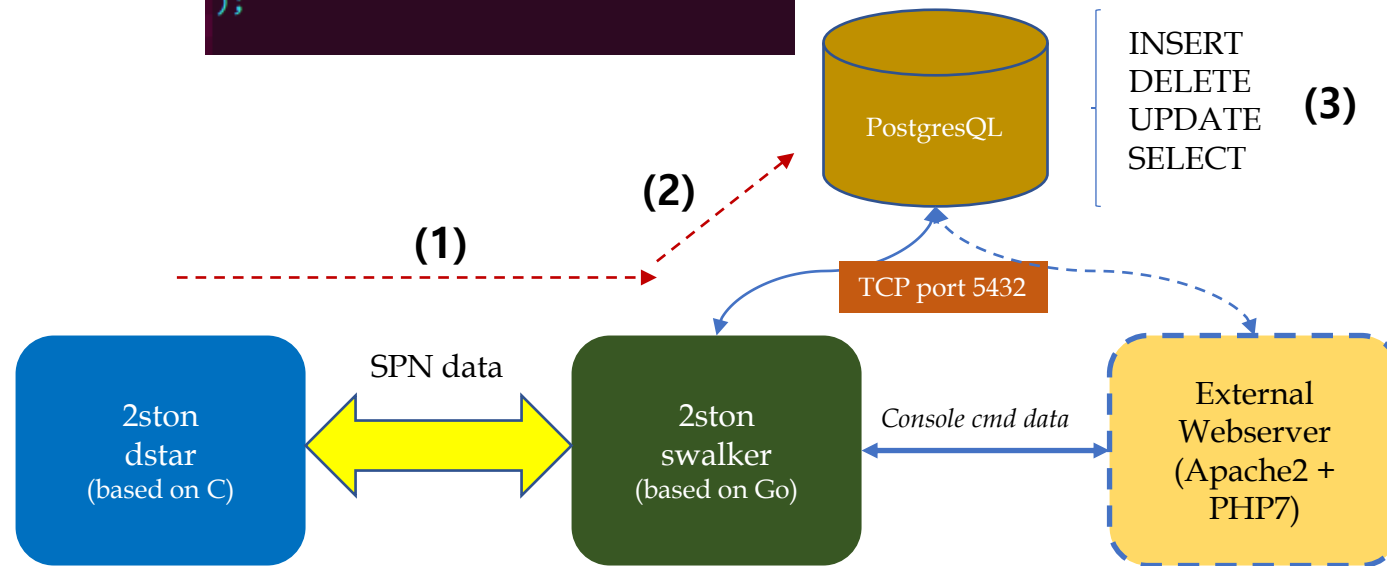 );
INSERT
DELETE
UPDATE
SELECT
(3)
PostgresQL
(2)
(1)
TCP port 5432
SPN data
2ston
dstar
(based on C)
2ston
swalker
(based on Go)
Console cmd data
External
Webserver
(Apache2 +
PHP7)